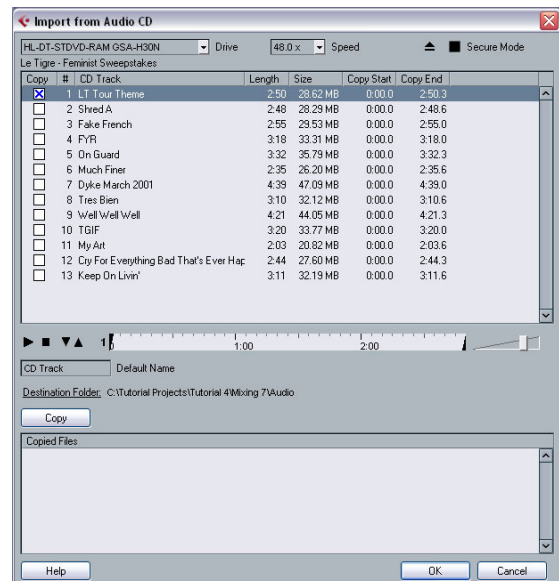 Import from Audio CD
HL-DT-STDVD-RAM GSA-H30N Drive 48.0 x Speed Secure Mode
Le Tigre - Feminist Sweepstakes
Copy # CD Track Length Size Copy Start Copy End
1 LT Tour Theme 2:50 28.62 MB 0:00.0 2:50.3
2 Shred A 2:48 28.29 MB 0:00.0 2:48.6
3 Fake French 2:55 29.53 MB 0:00.0 2:55.0
4 FYR 3:18 33.31 MB 0:00.0 3:18.0
5 On Guard 3:32 35.79 MB 0:00.0 3:32.3
6 Much Finer 2:35 26.20 MB 0:00.0 2:35.6
7 Dyke March 2001 4:39 47.09 MB 0:00.0 4:39.0
8 Tres Bien 3:10 32.12 MB 0:00.0 3:10.6
9 Well Well Well 4:21 44.05 MB 0:00.0 4:21.3
10 TGIF 3:20 33.77 MB 0:00.0 3:20.0
11 My Art 2:03 20.82 MB 0:00.0 2:03.6
12 Cry For Everything Bad That's Ever Hap 2:44 27.60 MB 0:00.0 2:44.3
13 Keep On Livin' 3:11 32.19 MB 0:00.0 3:11.6
1 0 1:00 2:00
CD Track Default Name
Destination Folder: C:\Tutorial Projects\Tutorial 4\Mixing 7\Audio
Copy
Copied Files
Help OK Cancel